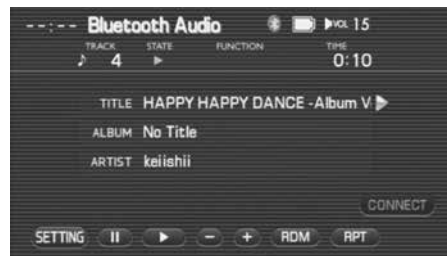 --:-- Bluetooth Audio VOL 15
TRACK STATE FUNCTION TIME
4 0:10
TITLE HAPPY HAPPY DANCE -Album V
ALBUM No Title
ARTIST keiishii
CONNECT
SETTING - + RDM RPT